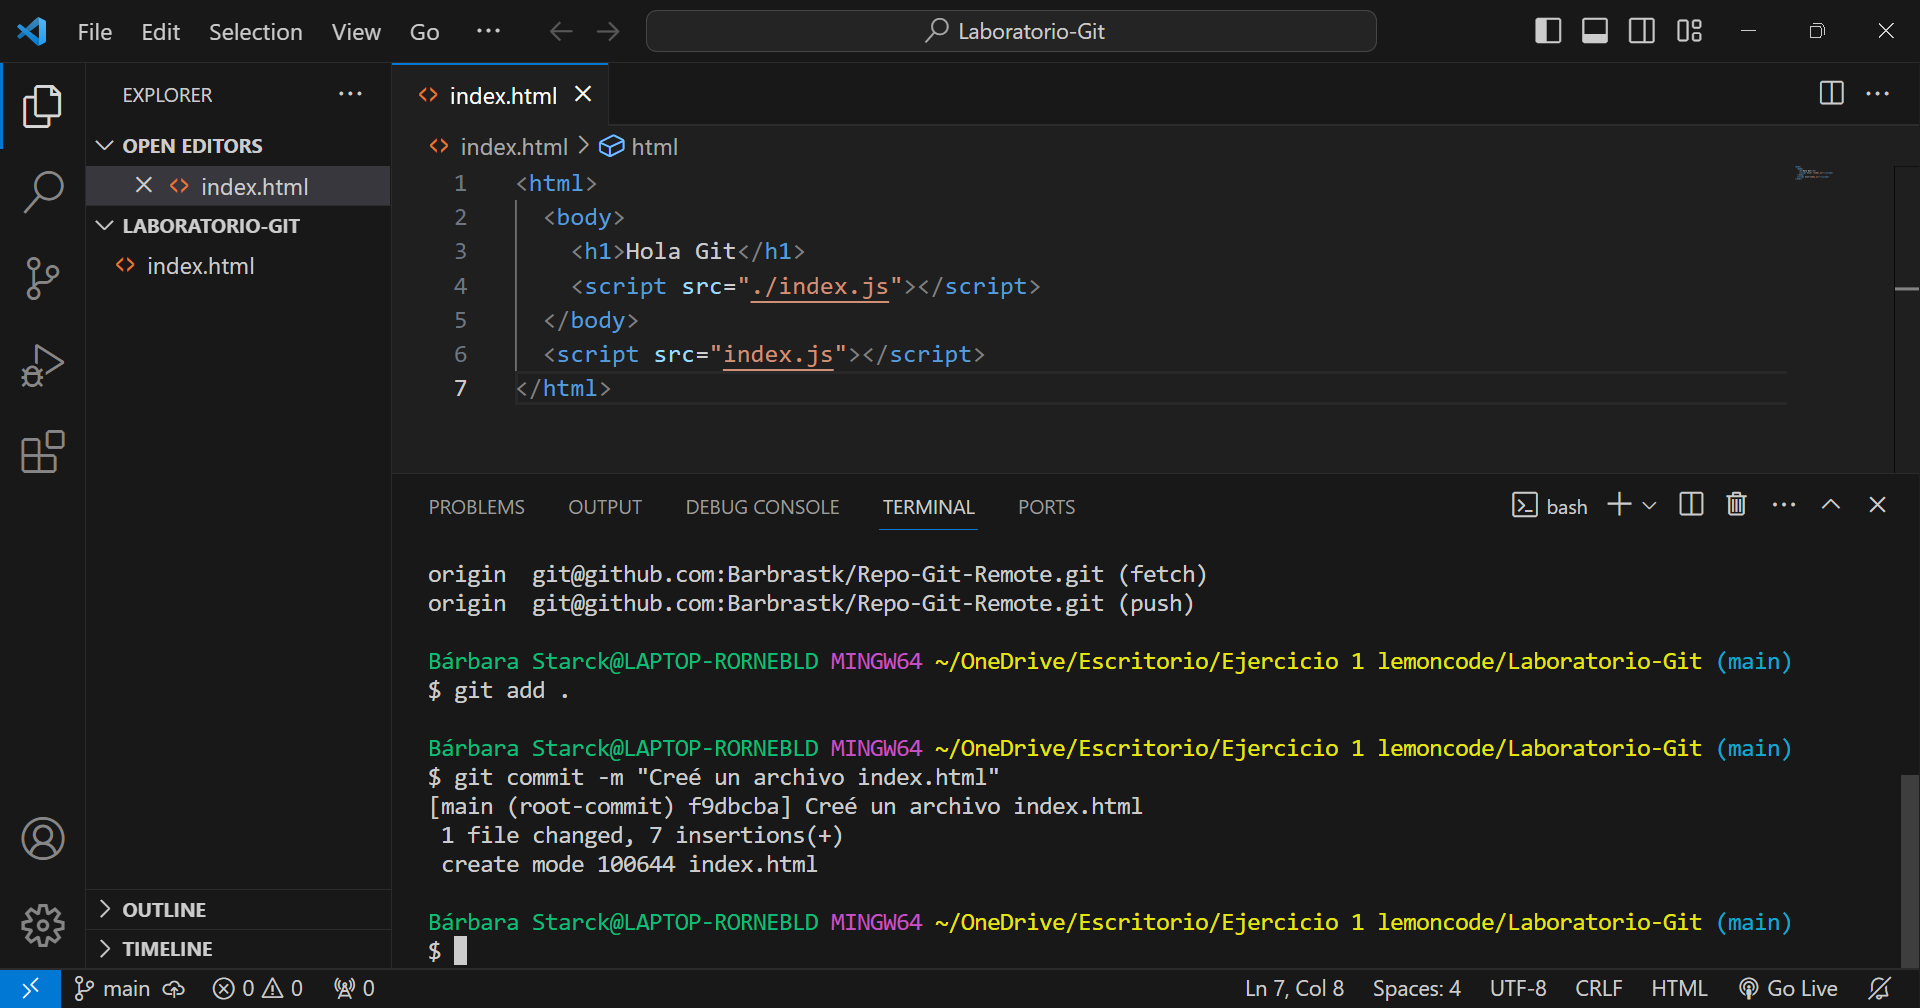 File Edit Selection View Go ··· Laboratorio-Git
EXPLORER
OPEN EDITORS
index.html
LABORATORIO-GIT
index.html
OUTLINE
TIMELINE
index.html
index.html > html
1 <html>
2 <body>
3 <h1>Hola Git</h1>
4 <script src="./index.js"></script>
5 </body>
6 <script src="index.js"></script>
7 </html>
PROBLEMS OUTPUT DEBUG CONSOLE TERMINAL PORTS bash
origin git@github.com:Barbrastk/Repo-Git-Remote.git (fetch)
origin git@github.com:Barbrastk/Repo-Git-Remote.git (push)
Bárbara Starck@LAPTOP-RORNEBLD MINGW64 ~/OneDrive/Escritorio/Ejercicio 1 lemoncode/Laboratorio-Git (main)
$ git add .
Bárbara Starck@LAPTOP-RORNEBLD MINGW64 ~/OneDrive/Escritorio/Ejercicio 1 lemoncode/Laboratorio-Git (main)
$ git commit -m "Creé un archivo index.html"
[main (root-commit) f9dbcba] Creé un archivo index.html
1 file changed, 7 insertions(+)
create mode 100644 index.html
Bárbara Starck@LAPTOP-RORNEBLD MINGW64 ~/OneDrive/Escritorio/Ejercicio 1 lemoncode/Laboratorio-Git (main)
$
main 0 0 0 Ln 7, Col 8 Spaces: 4 UTF-8 CRLF HTML Go Live